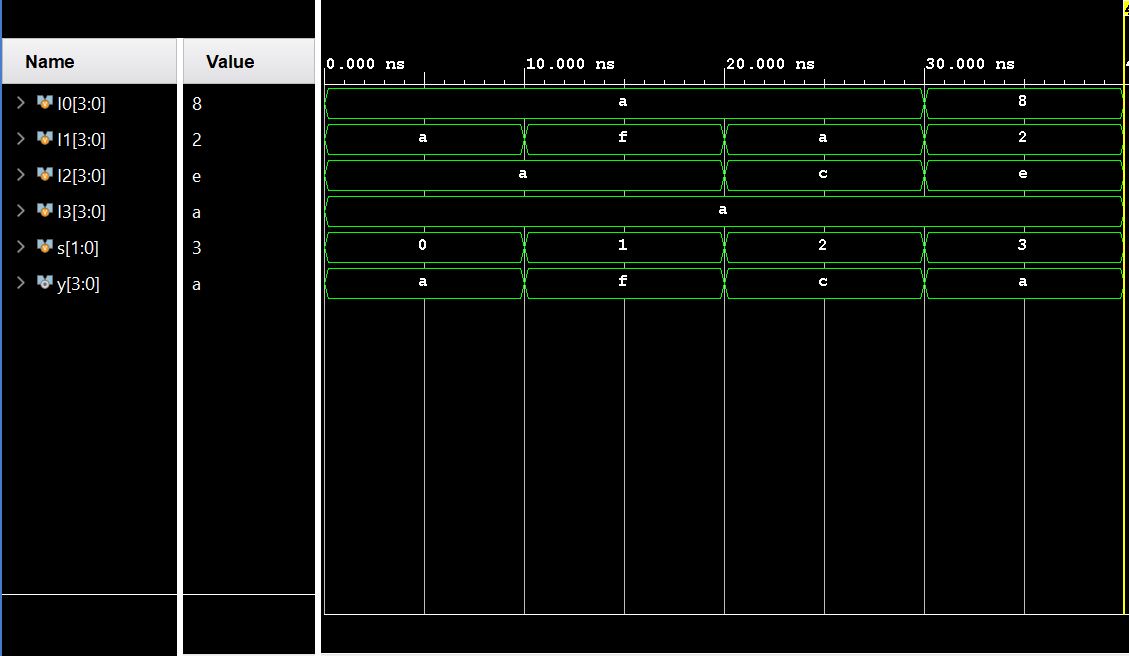 Name Value
0.000 ns 10.000 ns 20.000 ns 30.000 ns
I0[3:0] 8 a 8
I1[3:0] 2 a f a 2
I2[3:0] e a c e
I3[3:0] a a
s[1:0] 3 0 1 2 3
y[3:0] a a f c a